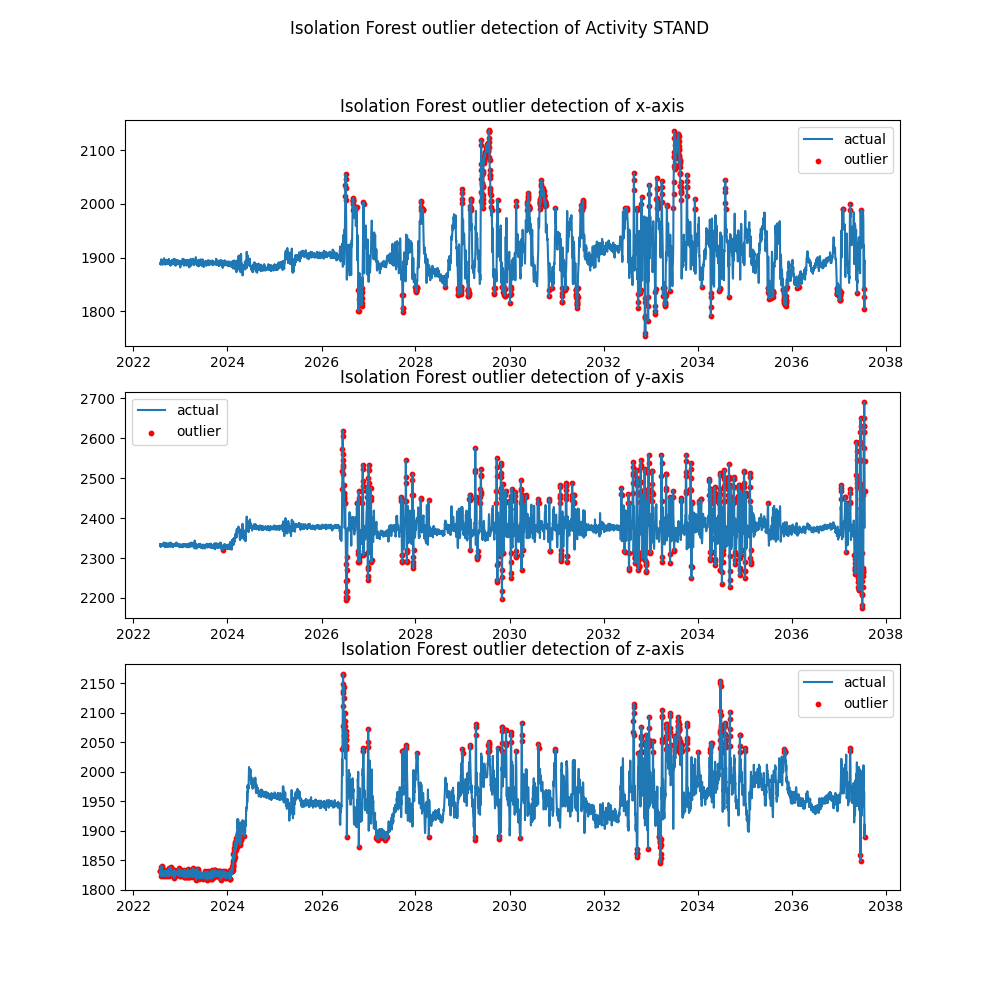 Isolation Forest outlier detection of Activity STAND
Isolation Forest outlier detection of x-axis
2100
2000
1900
1800
actual
outlier
2022 2024 2026 2028 2030 2032 2034 2036 2038
Isolation Forest outlier detection of y-axis
2700
2600
2500
2400
2300
2200
actual
outlier
2022 2024 2026 2028 2030 2032 2034 2036 2038
Isolation Forest outlier detection of z-axis
2150
2100
2050
2000
1950
1900
1850
1800
actual
outlier
2022 2024 2026 2028 2030 2032 2034 2036 2038